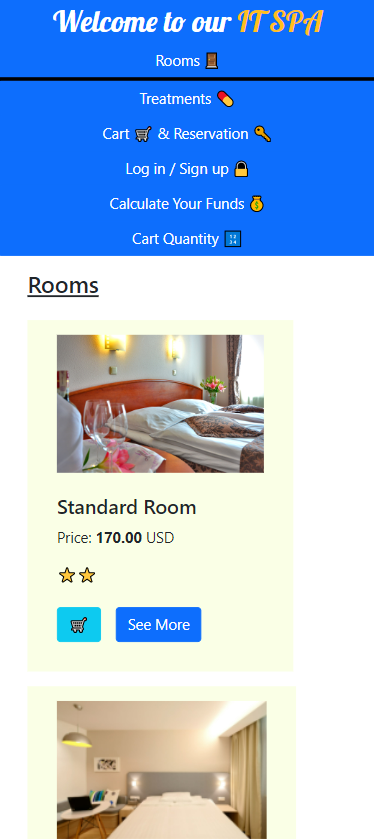 Welcome to our IT SPA
Rooms 🚪
Treatments 💊
Cart 🛒 & Reservation 🔑
Log in / Sign up 🔒
Calculate Your Funds 💰
Cart Quantity 🔢
Rooms
Standard Room
Price: 170.00 USD
⭐⭐
🛒 See More